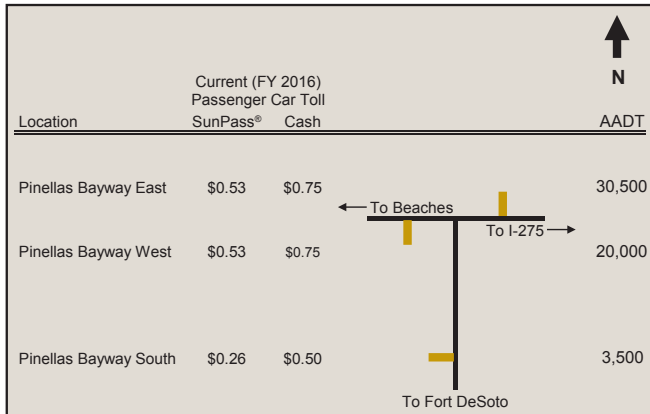 N
Current (FY 2016)
Passenger Car Toll
Location SunPass® Cash AADT
Pinellas Bayway East $0.53 $0.75 30,500
To Beaches
To I-275
Pinellas Bayway West $0.53 $0.75 20,000
Pinellas Bayway South $0.26 $0.50 3,500
To Fort DeSoto